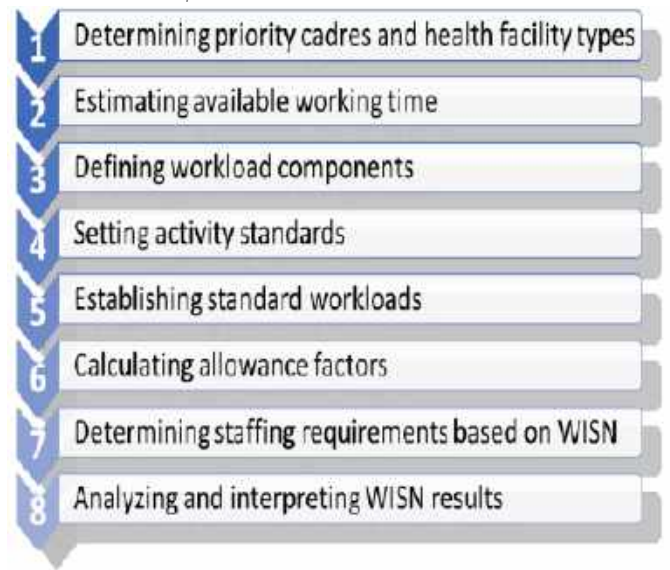 1 Determining priority cadres and health facility types
2 Estimating available working time
3 Defining workload components
4 Setting activity standards
5 Establishing standard workloads
6 Calculating allowance factors
7 Determining staffing requirements based on WISN
8 Analyzing and interpreting WISN results